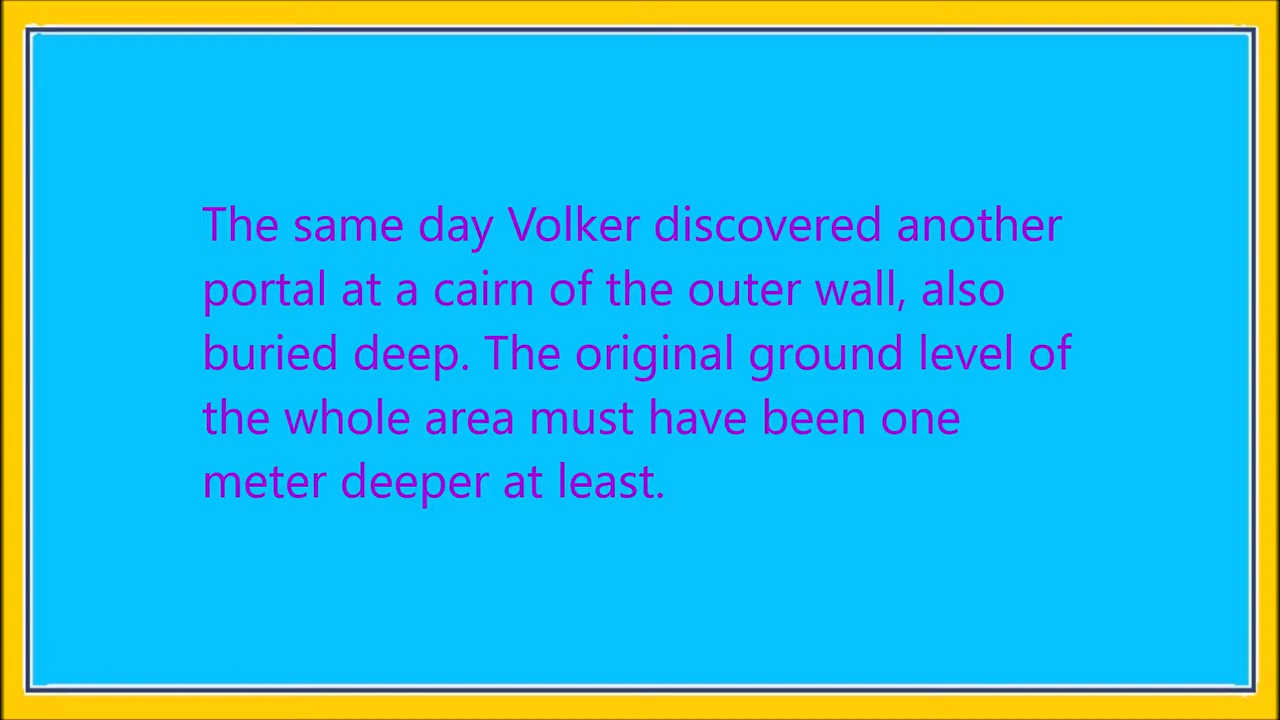 The same day Volker discovered another
portal at a cairn of the outer wall, also
buried deep. The original ground level of
the whole area must have been one
meter deeper at least.